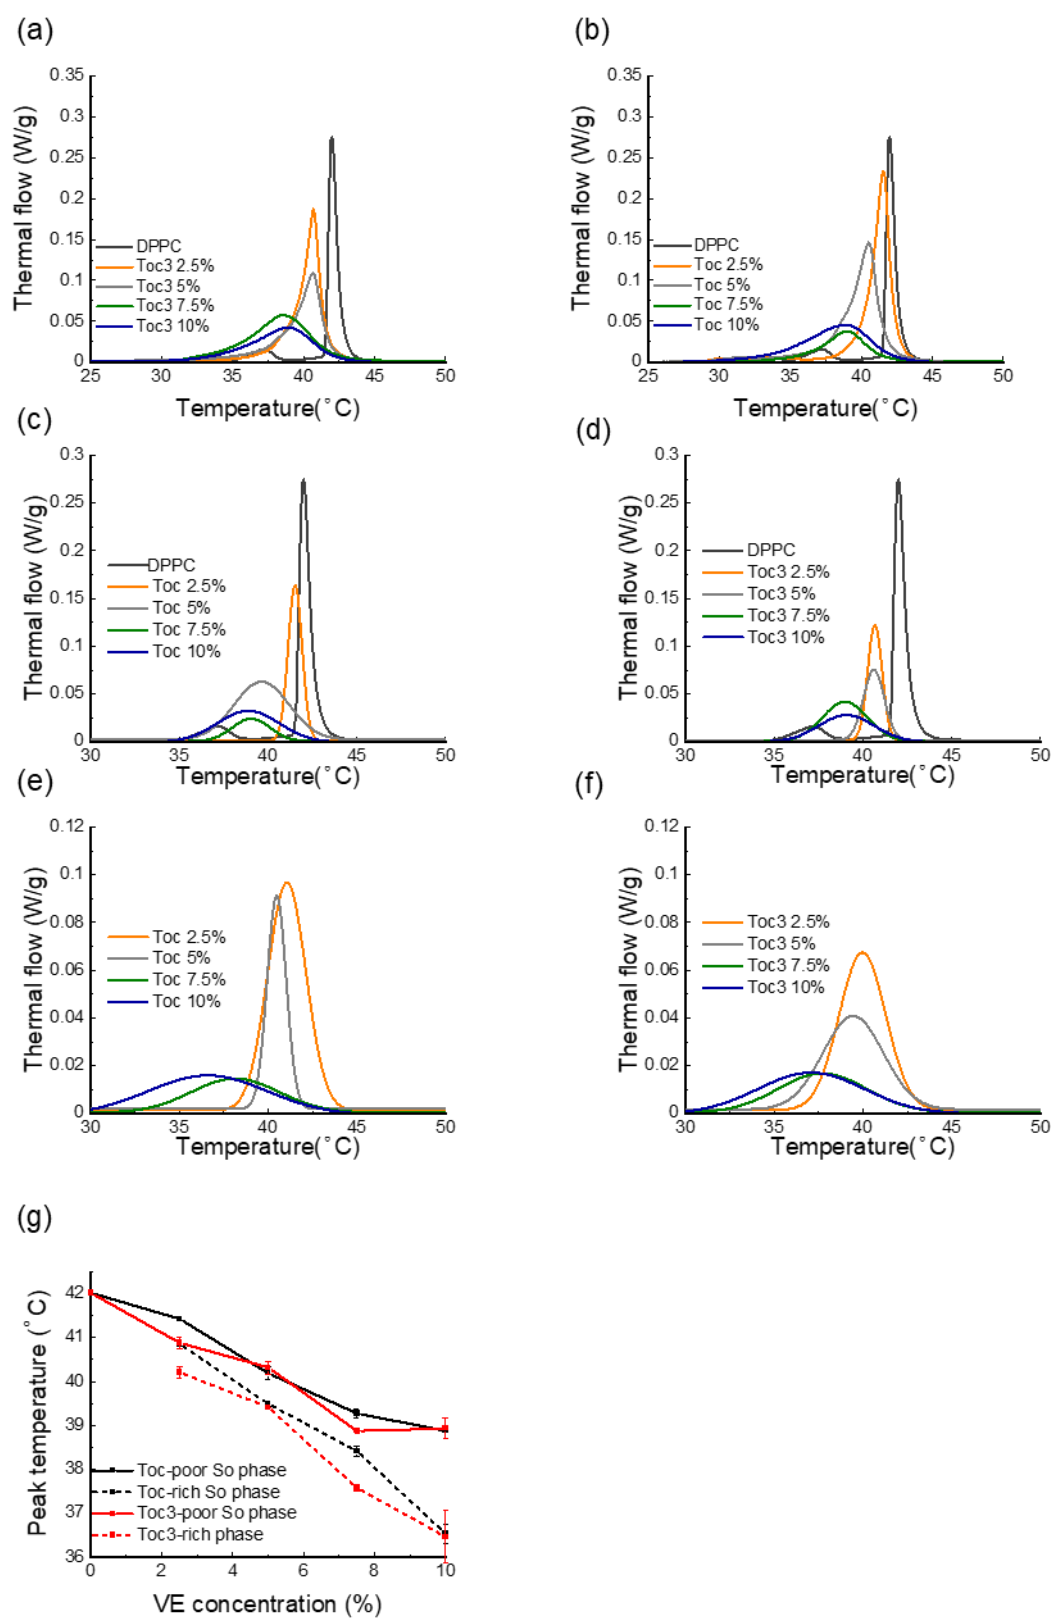 (a)
Thermal flow (W/g)
0.35
0.3
0.25
0.2
0.15
0.1
0.05
0
DPPC
Toc3 2.5%
Toc3 5%
Toc3 7.5%
Toc3 10%
25 30 35 40 45 50
Temperature(°C)
(b)
Thermal flow (W/g)
0.35
0.3
0.25
0.2
0.15
0.1
0.05
0
DPPC
Toc 2.5%
Toc 5%
Toc 7.5%
Toc 10%
25 30 35 40 45 50
Temperature(°C)
(c)
Thermal flow (W/g)
0.3
0.25
0.2
0.15
0.1
0.05
0
DPPC
Toc 2.5%
Toc 5%
Toc 7.5%
Toc 10%
30 35 40 45 50
Temperature(°C)
(d)
Thermal flow (W/g)
0.3
0.25
0.2
0.15
0.1
0.05
0
DPPC
Toc3 2.5%
Toc3 5%
Toc3 7.5%
Toc3 10%
30 35 40 45 50
Temperature(°C)
(e)
Thermal flow (W/g)
0.12
0.1
0.08
0.06
0.04
0.02
0
Toc 2.5%
Toc 5%
Toc 7.5%
Toc 10%
30 35 40 45 50
Temperature(°C)
(f)
Thermal flow (W/g)
0.12
0.1
0.08
0.06
0.04
0.02
0
Toc3 2.5%
Toc3 5%
Toc3 7.5%
Toc3 10%
30 35 40 45 50
Temperature(°C)
(g)
Peak temperature (°C)
42
41
40
39
38
37
36
Toc-poor So phase
Toc-rich So phase
Toc3-poor So phase
Toc3-rich phase
0 2 4 6 8 10
VE concentration (%)